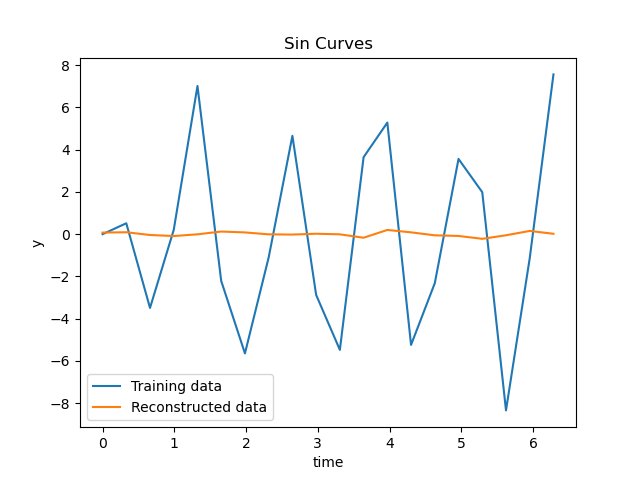 Sin Curves
8
6
4
2
0
−2
−4
−6
−8
y
Training data
Reconstructed data
0 1 2 3 4 5 6
time